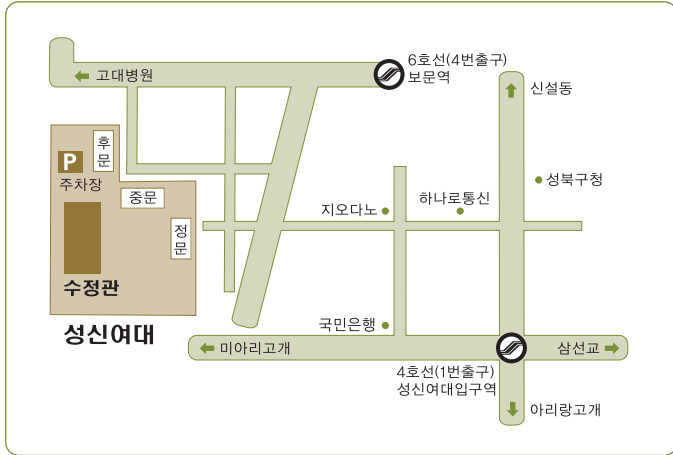 6호선(4번출구)
보문역
고대병원
신설동
후문
P
주차장
중문
성북구청
정문
지오다노
하나로통신
수정관
성신여대
국민은행
미아리고개
삼선교
4호선(1번출구)
성신여대입구역
아리랑고개